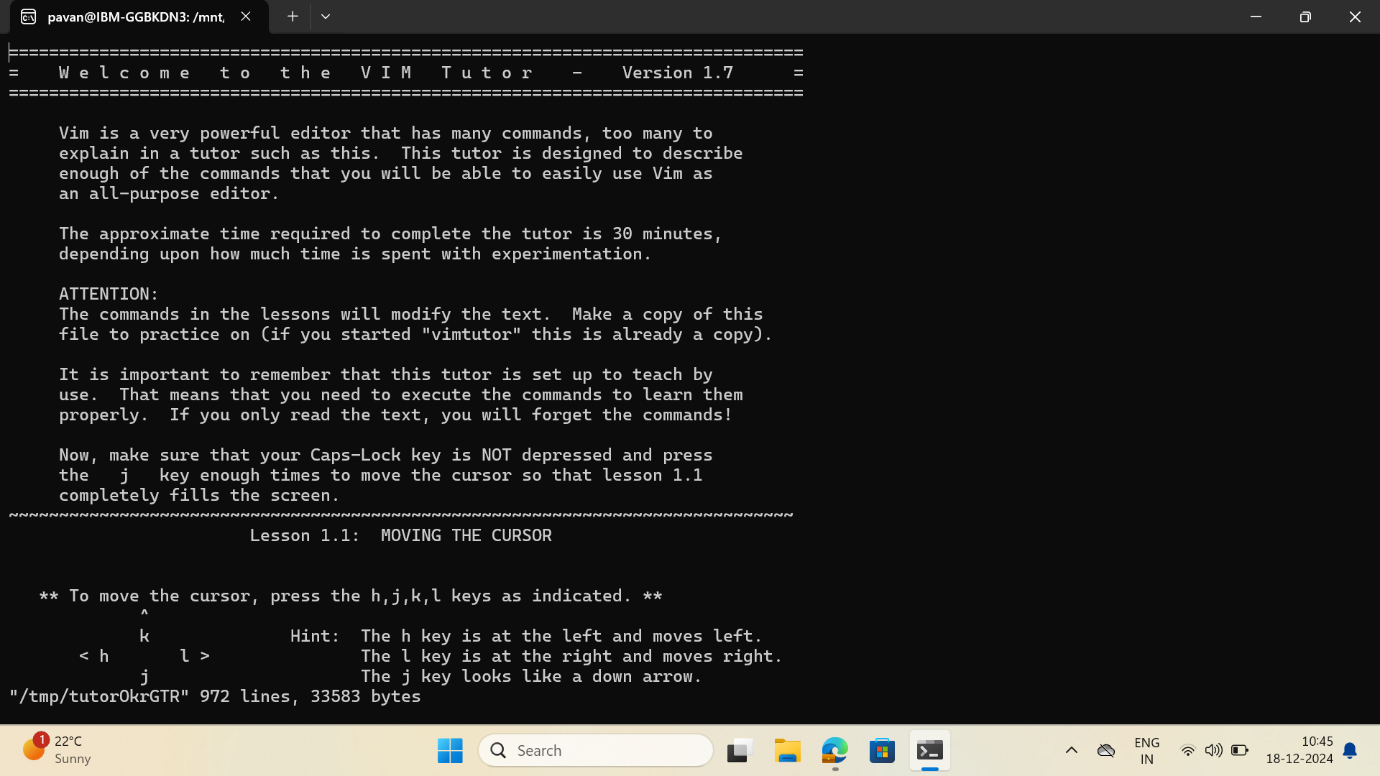 pavan@IBM-GGBKDN3: /mnt,
===============================================================================
=    W e l c o m e   t o   t h e   V I M   T u t o r    -    Version 1.7      =
===============================================================================
Vim is a very powerful editor that has many commands, too many to
explain in a tutor such as this.  This tutor is designed to describe
enough of the commands that you will be able to easily use Vim as
an all-purpose editor.
The approximate time required to complete the tutor is 30 minutes,
depending upon how much time is spent with experimentation.
ATTENTION:
The commands in the lessons will modify the text.  Make a copy of this
file to practice on (if you started "vimtutor" this is already a copy).
It is important to remember that this tutor is set up to teach by
use.  That means that you need to execute the commands to learn them
properly.  If you only read the text, you will forget the commands!
Now, make sure that your Caps-Lock key is NOT depressed and press
the   j   key enough times to move the cursor so that lesson 1.1
completely fills the screen.
~~~~~~~~~~~~~~~~~~~~~~~~~~~~~~~~~~~~~~~~~~~~~~~~~~~~~~~~~~~~~~~~~~~~~~~~~~~~~~
Lesson 1.1:  MOVING THE CURSOR
** To move the cursor, press the h,j,k,l keys as indicated. **
^
k              Hint:  The h key is at the left and moves left.
< h       l >               The l key is at the right and moves right.
j                     The j key looks like a down arrow.
"/tmp/tutorOkrGTR" 972 lines, 33583 bytes
1
22°C
Sunny
Search
ENG
IN
10:45
18-12-2024